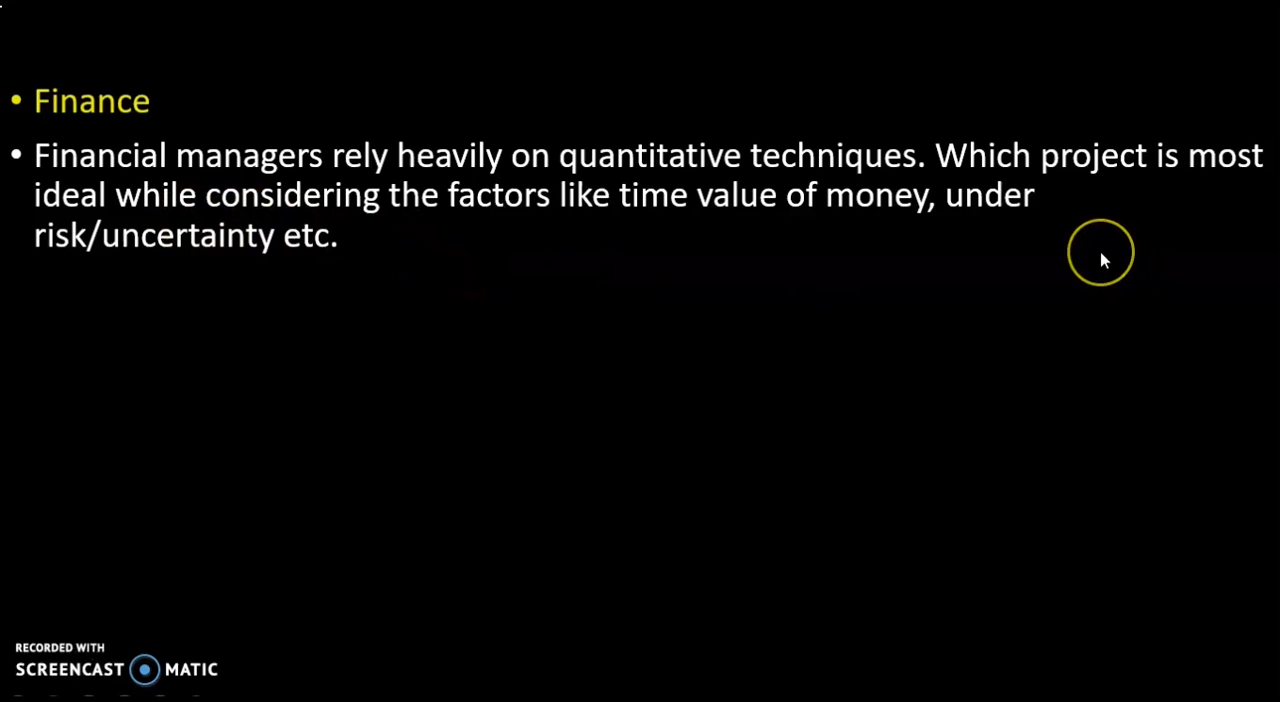 • Finance
• Financial managers rely heavily on quantitative techniques. Which project is most
ideal while considering the factors like time value of money, under
risk/uncertainty etc.
RECORDED WITH
SCREENCAST MATIC